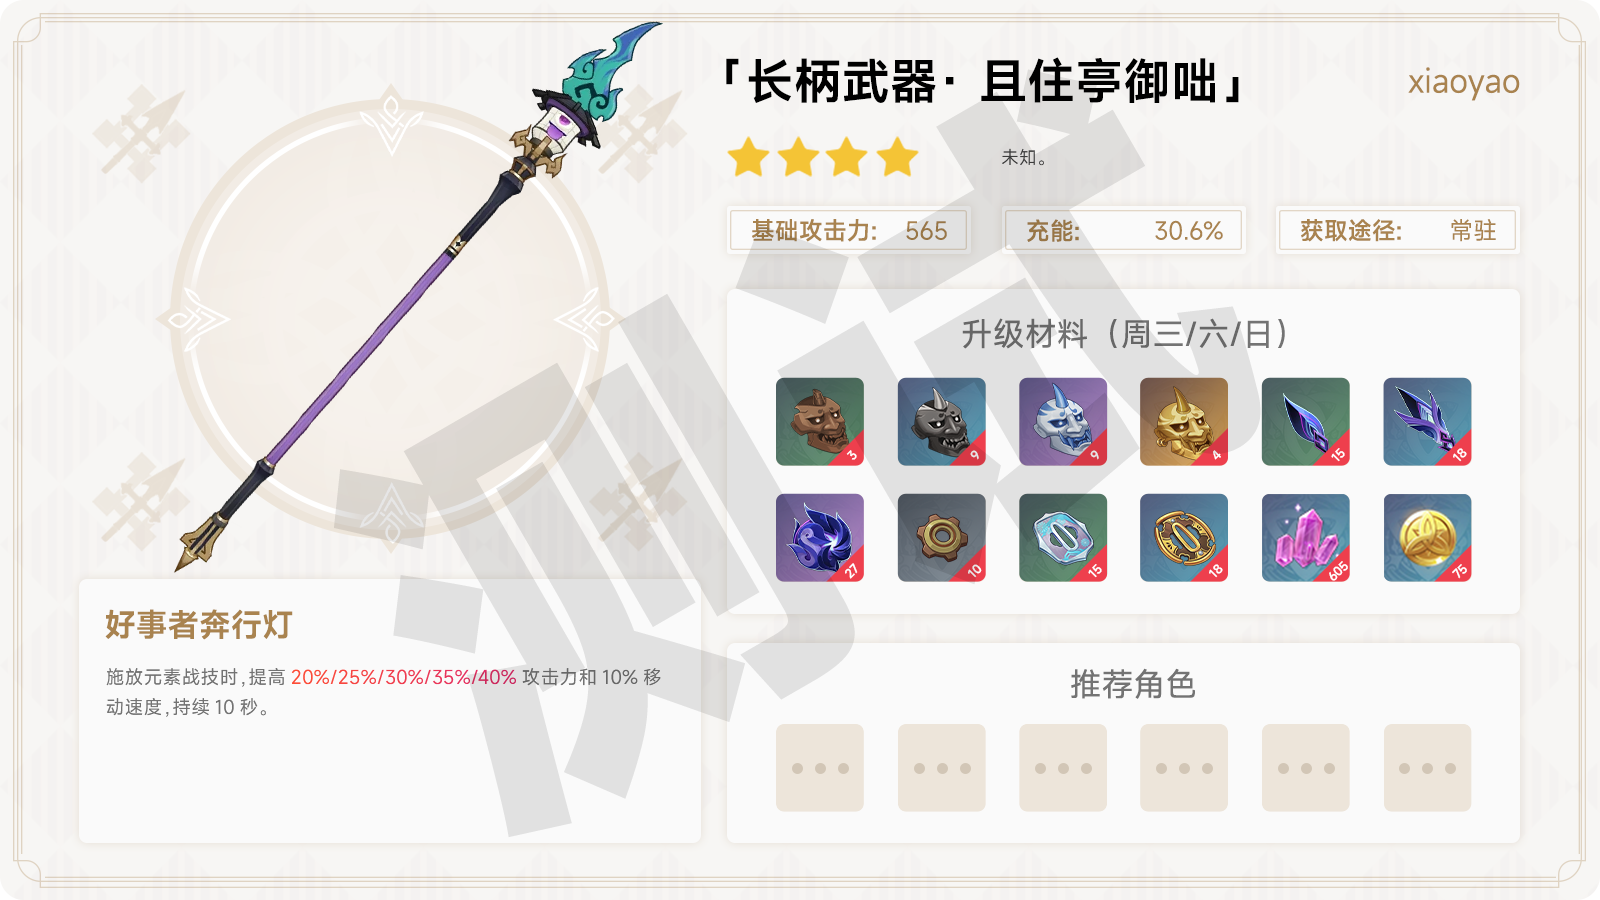 「长柄武器· 且住亭御咄」
xiaoyao
未知。
基础攻击力: 565
充能: 30.6%
获取途径: 常驻
升级材料（周三/六/日）
3 9 9 4 15 18
27 10 15 18 605 75
好事者奔行灯
施放元素战技时,提高 20%/25%/30%/35%/40% 攻击力和 10% 移
动速度,持续 10 秒。
推荐角色
测试